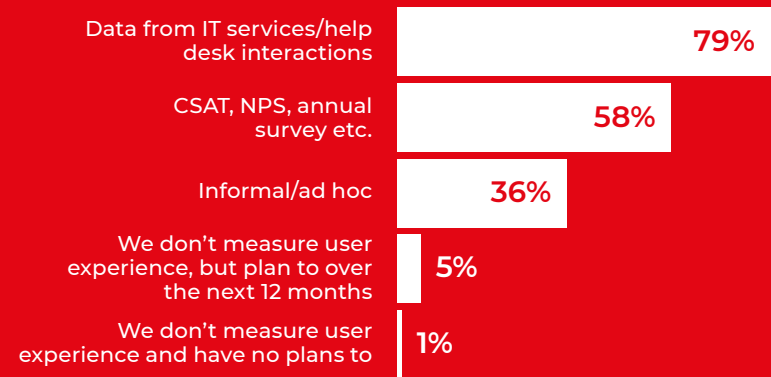 Data from IT services/help
desk interactions
79%
CSAT, NPS, annual
survey etc.
58%
Informal/ad hoc
36%
We don’t measure user
experience, but plan to over
the next 12 months
5%
We don’t measure user
experience and have no plans to
1%